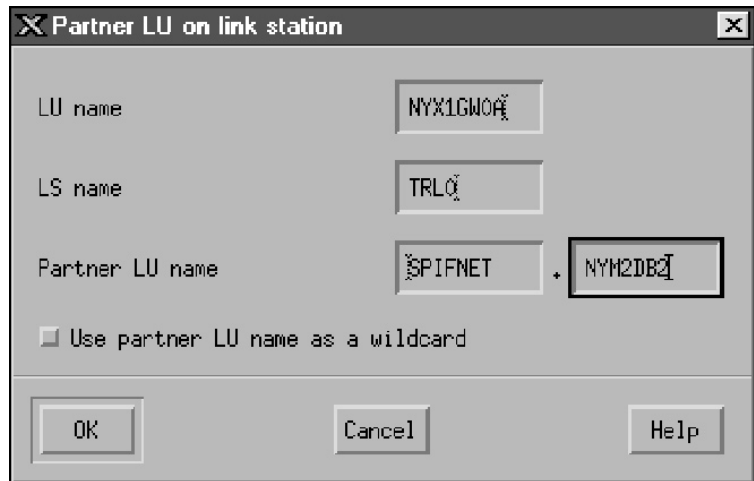 Partner LU on link station
LU name NYX1GW0A
LS name TRL0
Partner LU name SPIFNET . NYM2DB2
Use partner LU name as a wildcard
OK Cancel Help